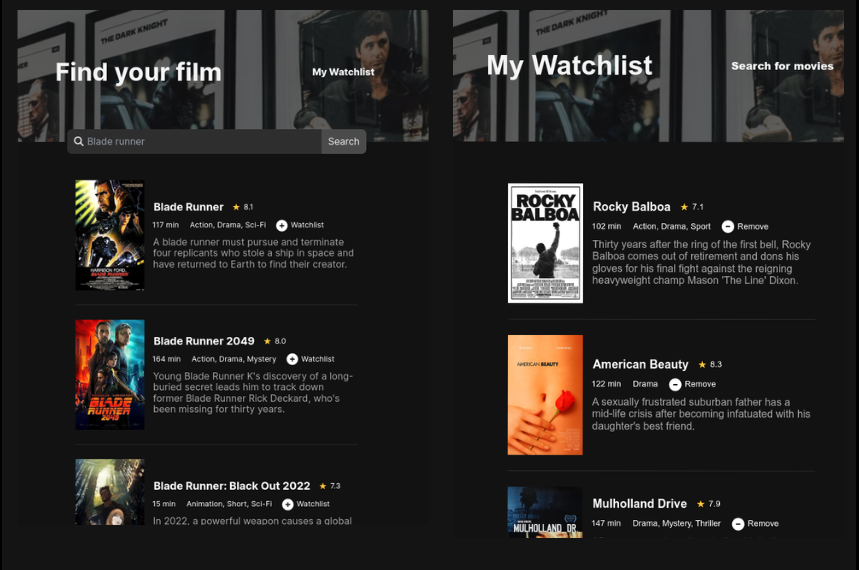 THE DARK KNIGHT
Find your film
My Watchlist
Blade runner
Search
Blade Runner
8.1
117 min
Action, Drama, Sci-Fi
Watchlist
A blade runner must pursue and terminate
four replicants who stole a ship in space and
have returned to Earth to find their creator.
HARRISON FORD
BLADE RUNNER
Blade Runner 2049
8.0
164 min
Action, Drama, Mystery
Watchlist
Young Blade Runner K's discovery of a long-
buried secret leads him to track down
former Blade Runner Rick Deckard, who's
been missing for thirty years.
BLADE
RUNNER
2049
Blade Runner: Black Out 2022
7.3
15 min
Animation, Short, Sci-Fi
Watchlist
In 2022, a powerful weapon causes a global
THE DARK KNIGHT
My Watchlist
Search for movies
ROCKY
BALBOA
Rocky Balboa
7.1
102 min
Action, Drama, Sport
Remove
Thirty years after the ring of the first bell, Rocky
Balboa comes out of retirement and dons his
gloves for his final fight against the reigning
heavyweight champ Mason 'The Line' Dixon.
AMERICAN BEAUTY
American Beauty
8.3
122 min
Drama
Remove
A sexually frustrated suburban father has a
mid-life crisis after becoming infatuated with his
daughter's best friend.
MULHOLLAND DR
Mulholland Drive
7.9
147 min
Drama, Mystery, Thriller
Remove